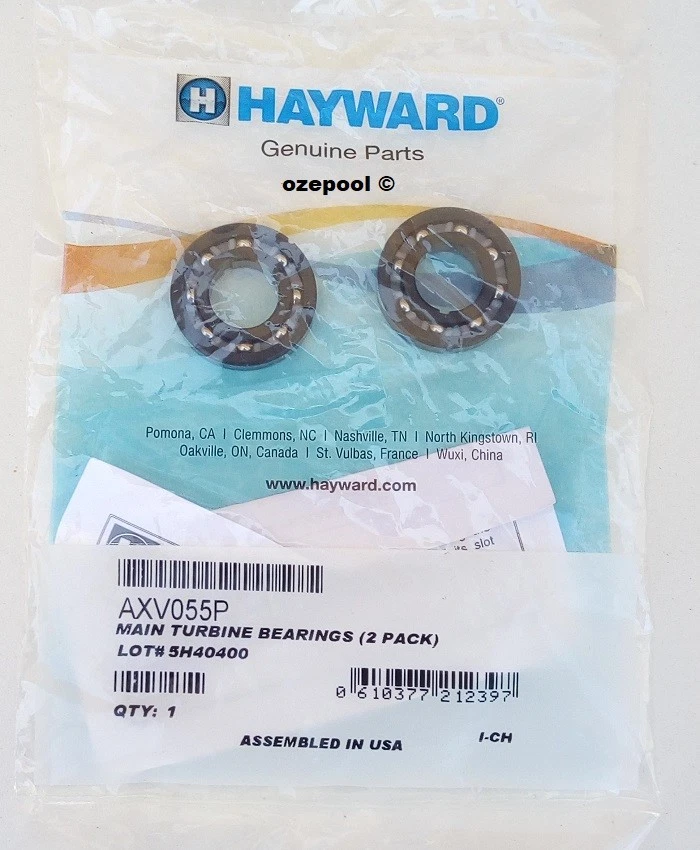 H HAYWARD®
Genuine Parts
ozepool ©
Pomona, CA | Clemmons, NC | Nashville, TN | North Kingstown, RI
Oakville, ON, Canada | St. Vulbas, France | Wuxi, China
www.hayward.com
slot
AXV055P
MAIN TURBINE BEARINGS (2 PACK)
LOT# 5H40400
0 610377 212397
QTY: 1
ASSEMBLED IN USA
I-CH